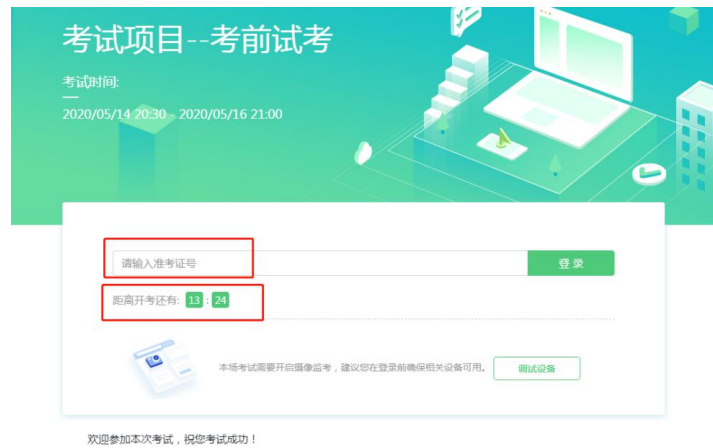 考试项目--考前试考
考试时间:
2020/05/14 20:30 - 2020/05/16 21:00
请输入准考证号
登 录
距离开考还有: 13 : 24
本场考试需要开启摄像监考，建议您在登录前确保相关设备可用。
调试设备
欢迎参加本次考试，祝您考试成功！